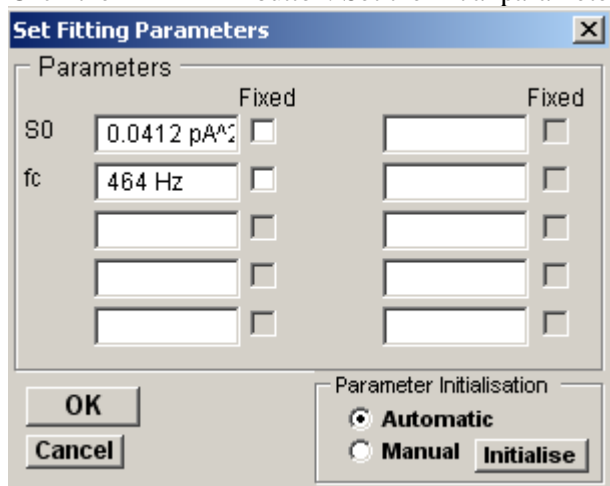 Set Fitting Parameters
Parameters
Fixed Fixed
S0 0.0412 pA^2
fc 464 Hz
Parameter Initialisation
OK
Automatic
Cancel
Manual Initialise